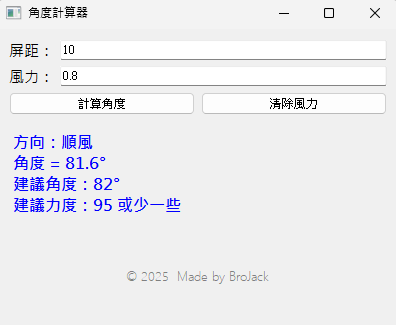 角度計算器
屏距： 10
風力： 0.8
計算角度 清除風力
方向：順風
角度 = 81.6°
建議角度：82°
建議力度：95 或少一些
© 2025 Made by BroJack